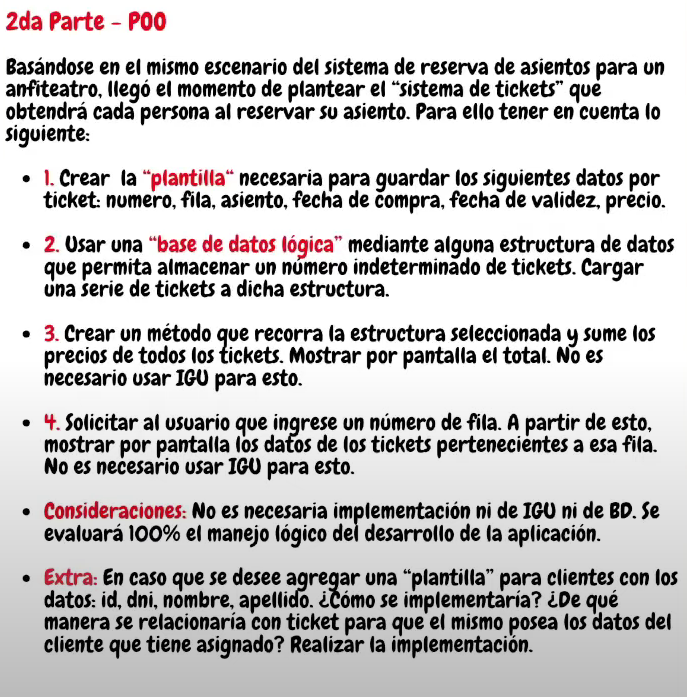 2da Parte - POO
Basándose en el mismo escenario del sistema de reserva de asientos para un
anfiteatro, llegó el momento de plantear el “sistema de tickets” que
obtendrá cada persona al reservar su asiento. Para ello tener en cuenta lo
siguiente:
• 1. Crear la “plantilla“ necesaria para guardar los siguientes datos por
ticket: numero, fila, asiento, fecha de compra, fecha de validez, precio.
• 2. Usar una “base de datos lógica” mediante alguna estructura de datos
que permita almacenar un número indeterminado de tickets. Cargar
una serie de tickets a dicha estructura.
• 3. Crear un método que recorra la estructura seleccionada y sume los
precios de todos los tickets. Mostrar por pantalla el total. No es
necesario usar IGU para esto.
• 4. Solicitar al usuario que ingrese un número de fila. A partir de esto,
mostrar por pantalla los datos de los tickets pertenecientes a esa fila.
No es necesario usar IGU para esto.
• Consideraciones: No es necesaria implementación ni de IGU ni de BD. Se
evaluará 100% el manejo lógico del desarrollo de la aplicación.
• Extra: En caso que se desee agregar una “plantilla” para clientes con los
datos: id, dni, nombre, apellido. ¿Cómo se implementaría? ¿De qué
manera se relacionaría con ticket para que el mismo posea los datos del
cliente que tiene asignado? Realizar la implementación.